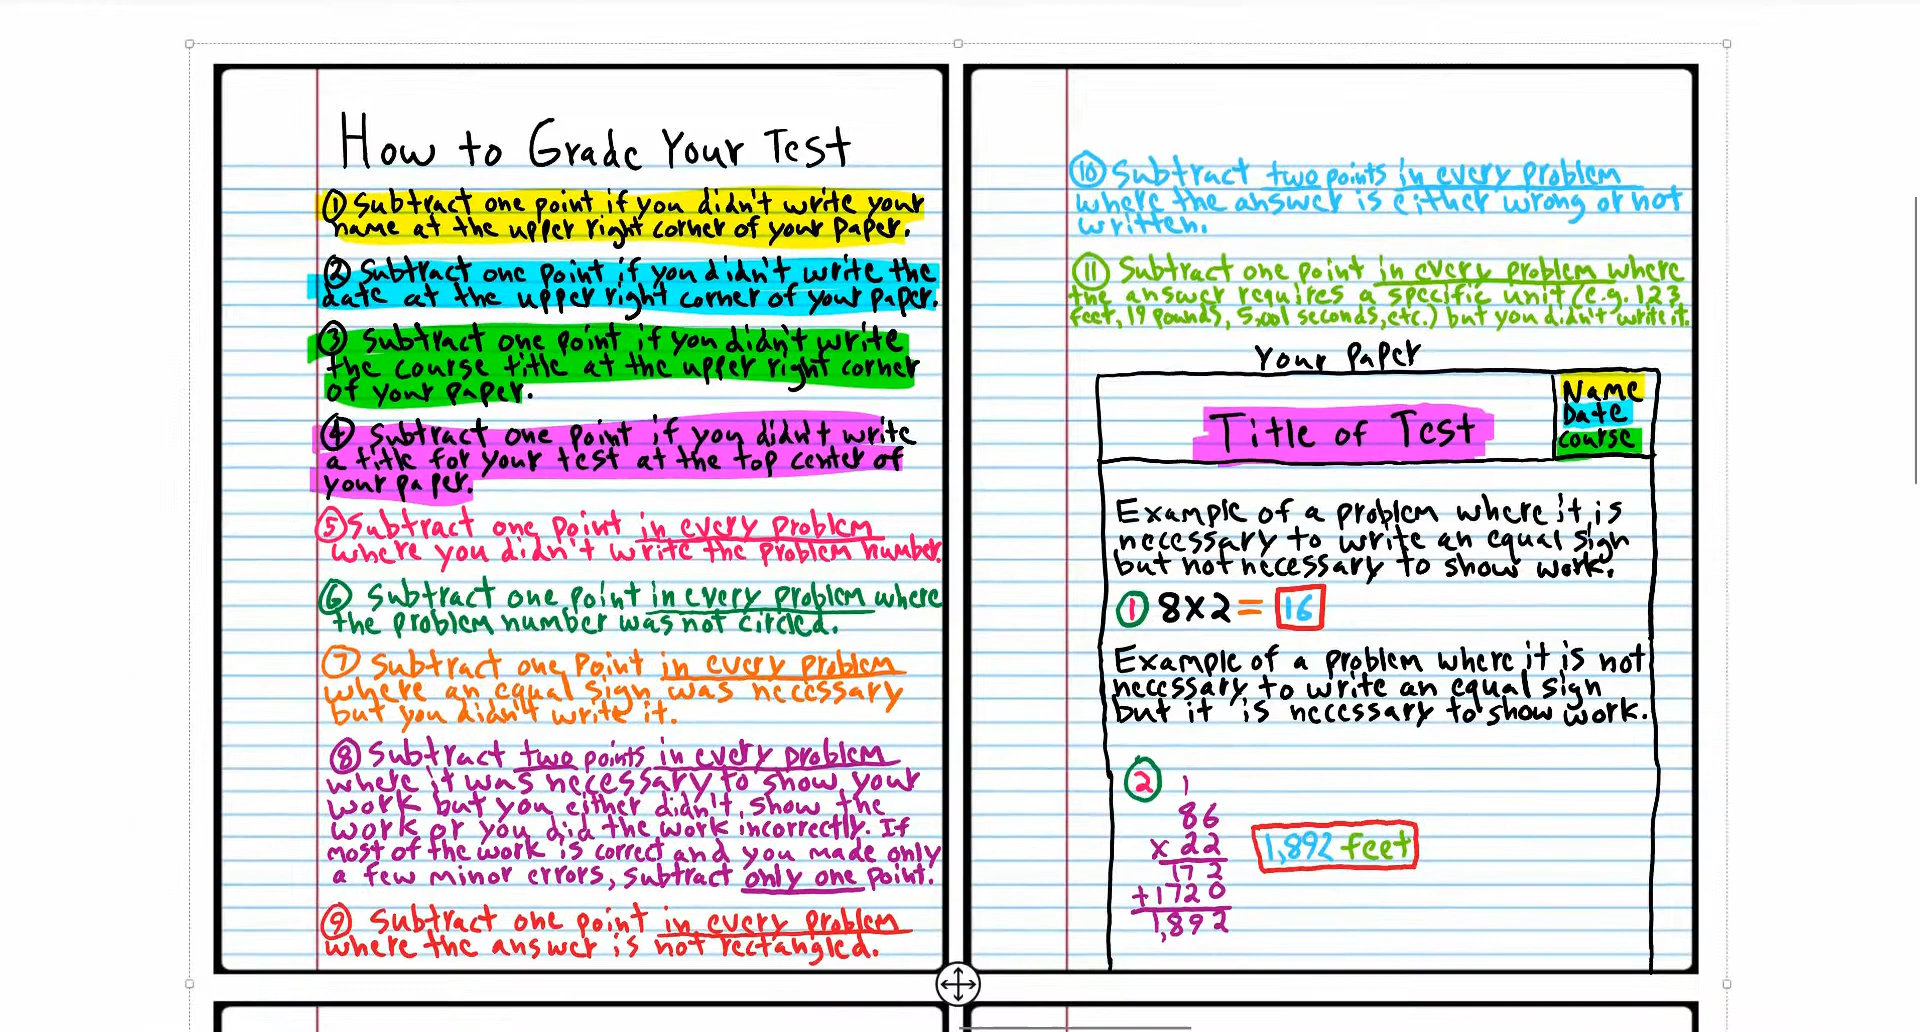 How to Grade Your Test
① Subtract one point if you didn't write your
name at the upper right corner of your paper.
② Subtract one point if you didn't write the
date at the upper right corner of your paper.
③ Subtract one point if you didn't write
the course title at the upper right corner
of your paper.
④ Subtract one point if you didn't write
a title for your test at the top center of
your paper.
⑤ Subtract one point in every problem
where you didn't write the problem number.
⑥ Subtract one point in every problem where
the problem number was not circled.
⑦ Subtract one point in every problem
where an equal sign was necessary
but you didn't write it.
⑧ Subtract two points in every problem
where it was necessary to show your
work but you either didn't show the
work or you did the work incorrectly. If
most of the work is correct and you made only
a few minor errors, subtract only one point.
⑨ Subtract one point in every problem
where the answer is not rectangled.
⑩ Subtract two points in every problem
where the answer is either wrong or not
written.
⑪ Subtract one point in every problem where
the answer requires a specific unit (e.g. 123
feet, 19 pounds, 5,001 seconds, etc.) but you didn't write it.
Your Paper
Name
Date
Course
Title of Test
Example of a problem where it is
necessary to write an equal sign
but not necessary to show work.
① 8x2 = 16
Example of a problem where it is not
necessary to write an equal sign
but it is necessary to show work.
② 1
86
x 22
172
+1720
1,892
1,892 feet